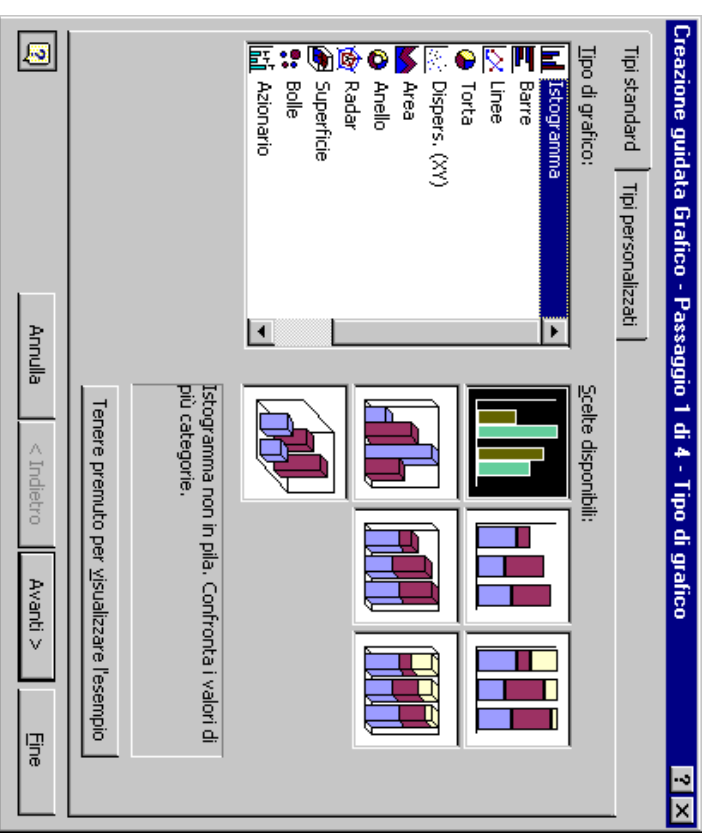 Creazione guidata Grafico - Passaggio 1 di 4 - Tipo di grafico
Tipi standard
Tipi personalizzati
Tipo di grafico:
Istogramma
Barre
Linee
Torta
Dispers. (XY)
Area
Anello
Radar
Superficie
Bolle
Azionario
Scelte disponibili:
Istogramma non in pila. Confronta i valori di
più categorie.
Tenere premuto per visualizzare l'esempio
Annulla
< Indietro
Avanti >
Fine